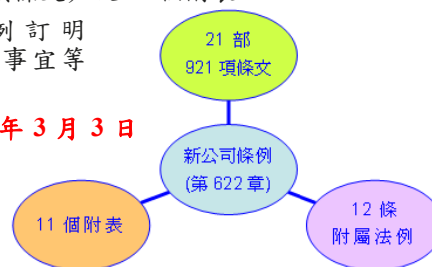 例訂明
21 部
事宜等
921 項條文
年 3 月 3 日
新公司條例
(第 622 章)
11 個附表
12 條
附屬法例